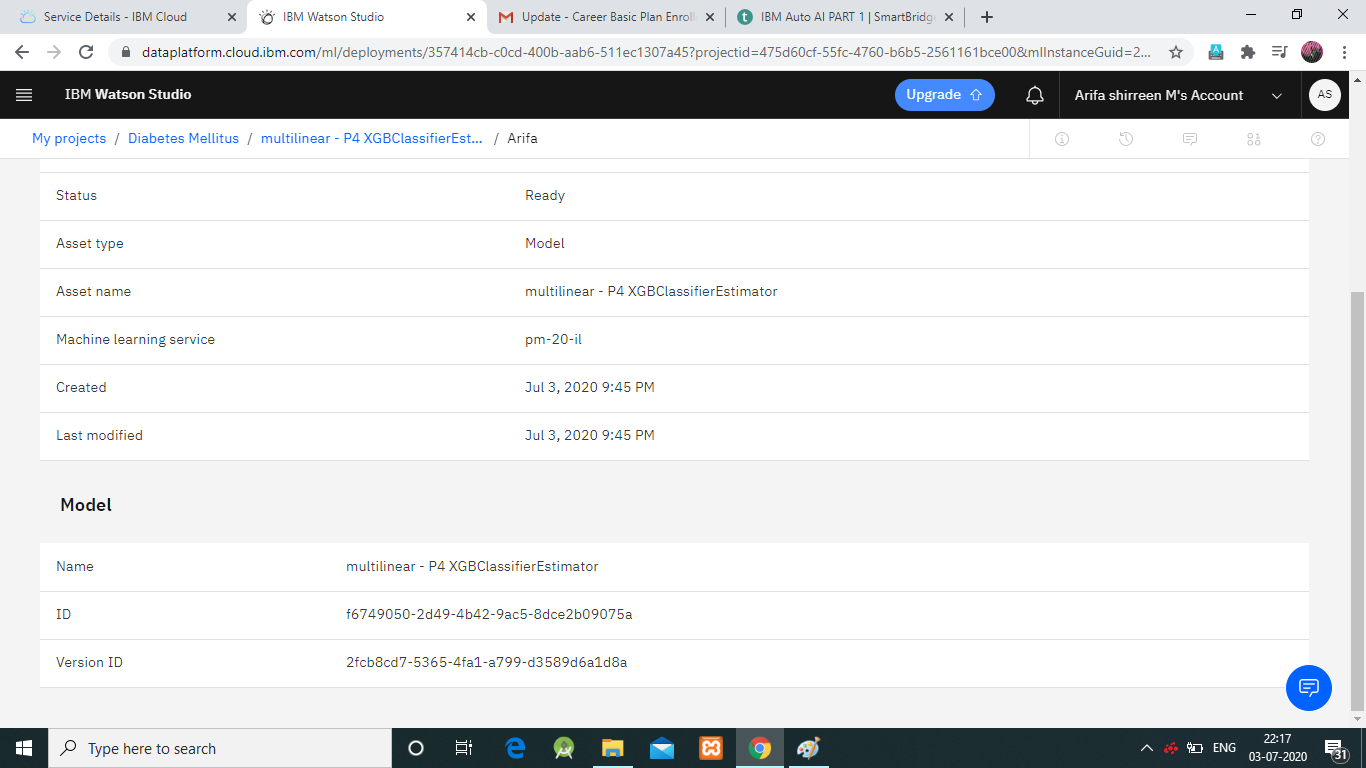 Service Details - IBM Cloud
IBM Watson Studio
Update - Career Basic Plan Enroll
IBM Auto AI PART 1 | SmartBridg
dataplatform.cloud.ibm.com/ml/deployments/357414cb-c0cd-400b-aab6-511ec1307a45?projectid=475d60cf-55fc-4760-b6b5-2561161bce00&mlInstanceGuid=2...
IBM Watson Studio
Upgrade
Arifa shirreen M's Account
AS
My projects / Diabetes Mellitus / multilinear - P4 XGBClassifierEst... / Arifa
Status Ready
Asset type Model
Asset name multilinear - P4 XGBClassifierEstimator
Machine learning service pm-20-il
Created Jul 3, 2020 9:45 PM
Last modified Jul 3, 2020 9:45 PM
Model
Name multilinear - P4 XGBClassifierEstimator
ID f6749050-2d49-4b42-9ac5-8dce2b09075a
Version ID 2fcb8cd7-5365-4fa1-a799-d3589d6a1d8a
Type here to search
ENG
22:17
03-07-2020
31